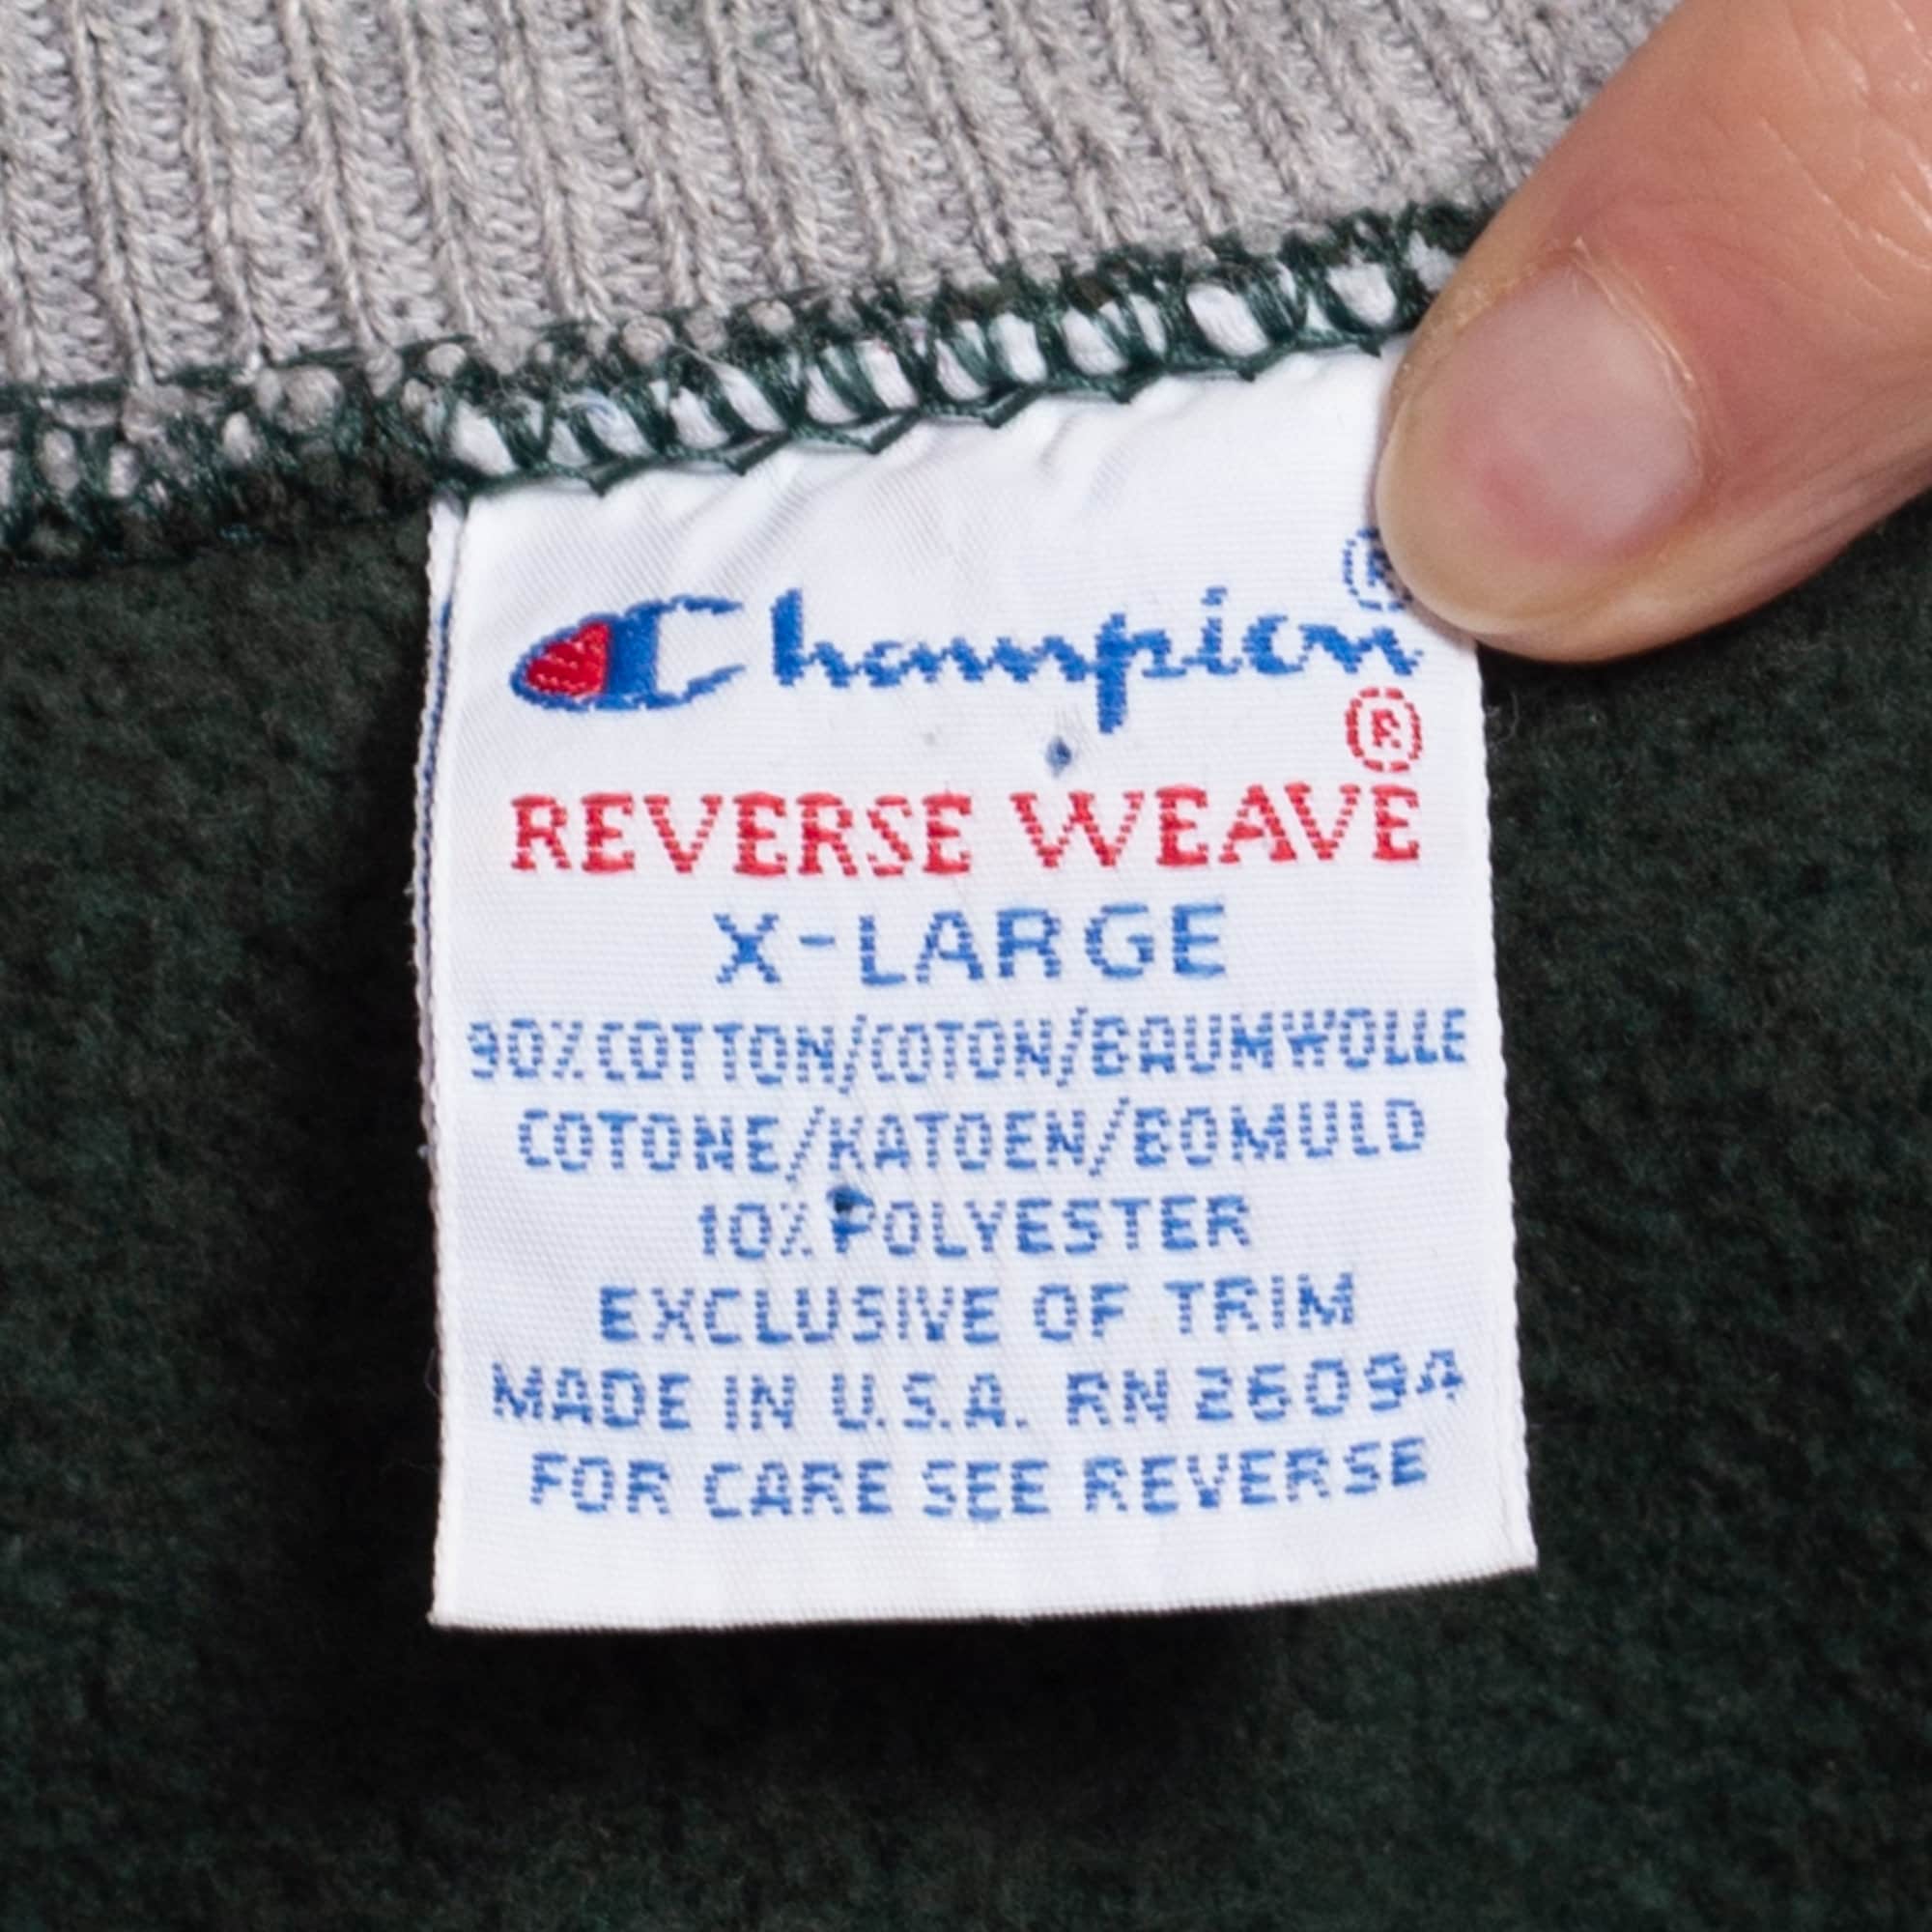 Champion®
®
REVERSE WEAVE
X-LARGE
90% COTTON/COTON/BAUMWOLLE
COTONE/KATOEN/BOMULD
10% POLYESTER
EXCLUSIVE OF TRIM
MADE IN U.S.A. RN 26094
FOR CARE SEE REVERSE